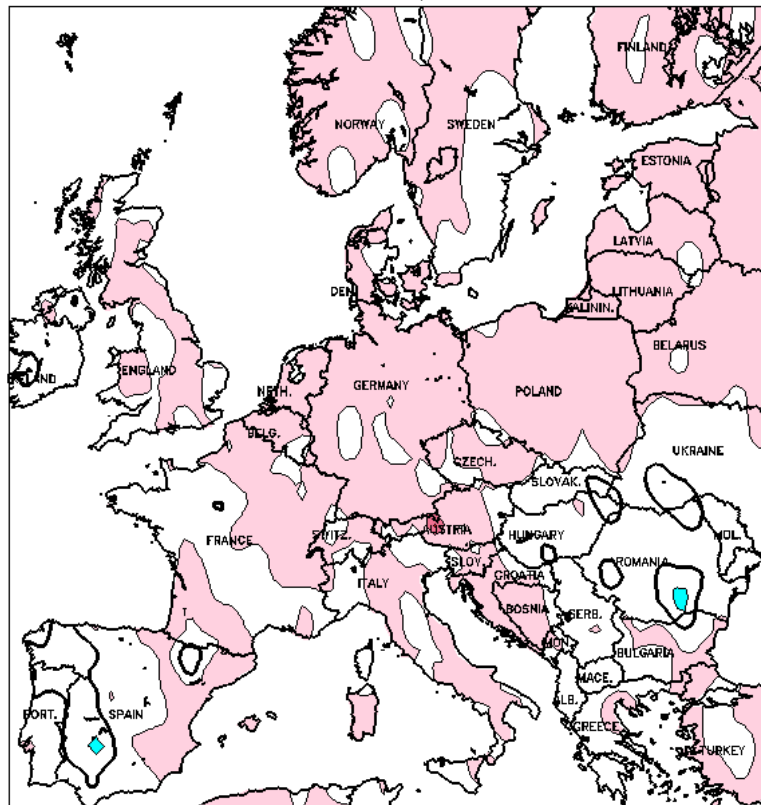 FINLAND
NORWAY
SWEDEN
ESTONIA
LATVIA
DEN
LITHUANIA
KALININ.
BELARUS
IRELAND
ENGLAND
NETH.
GERMANY
POLAND
BELG.
CZECH.
UKRAINE
SLOVAK.
FRANCE
SWITZ.
AUSTRIA
HUNGARY
MOL.
ITALY
SLOV.
CROATIA
ROMANIA
BOSNIA
SERB.
MON.
BULGARIA
MACE.
PORT.
SPAIN
ALB.
GREECE
TURKEY